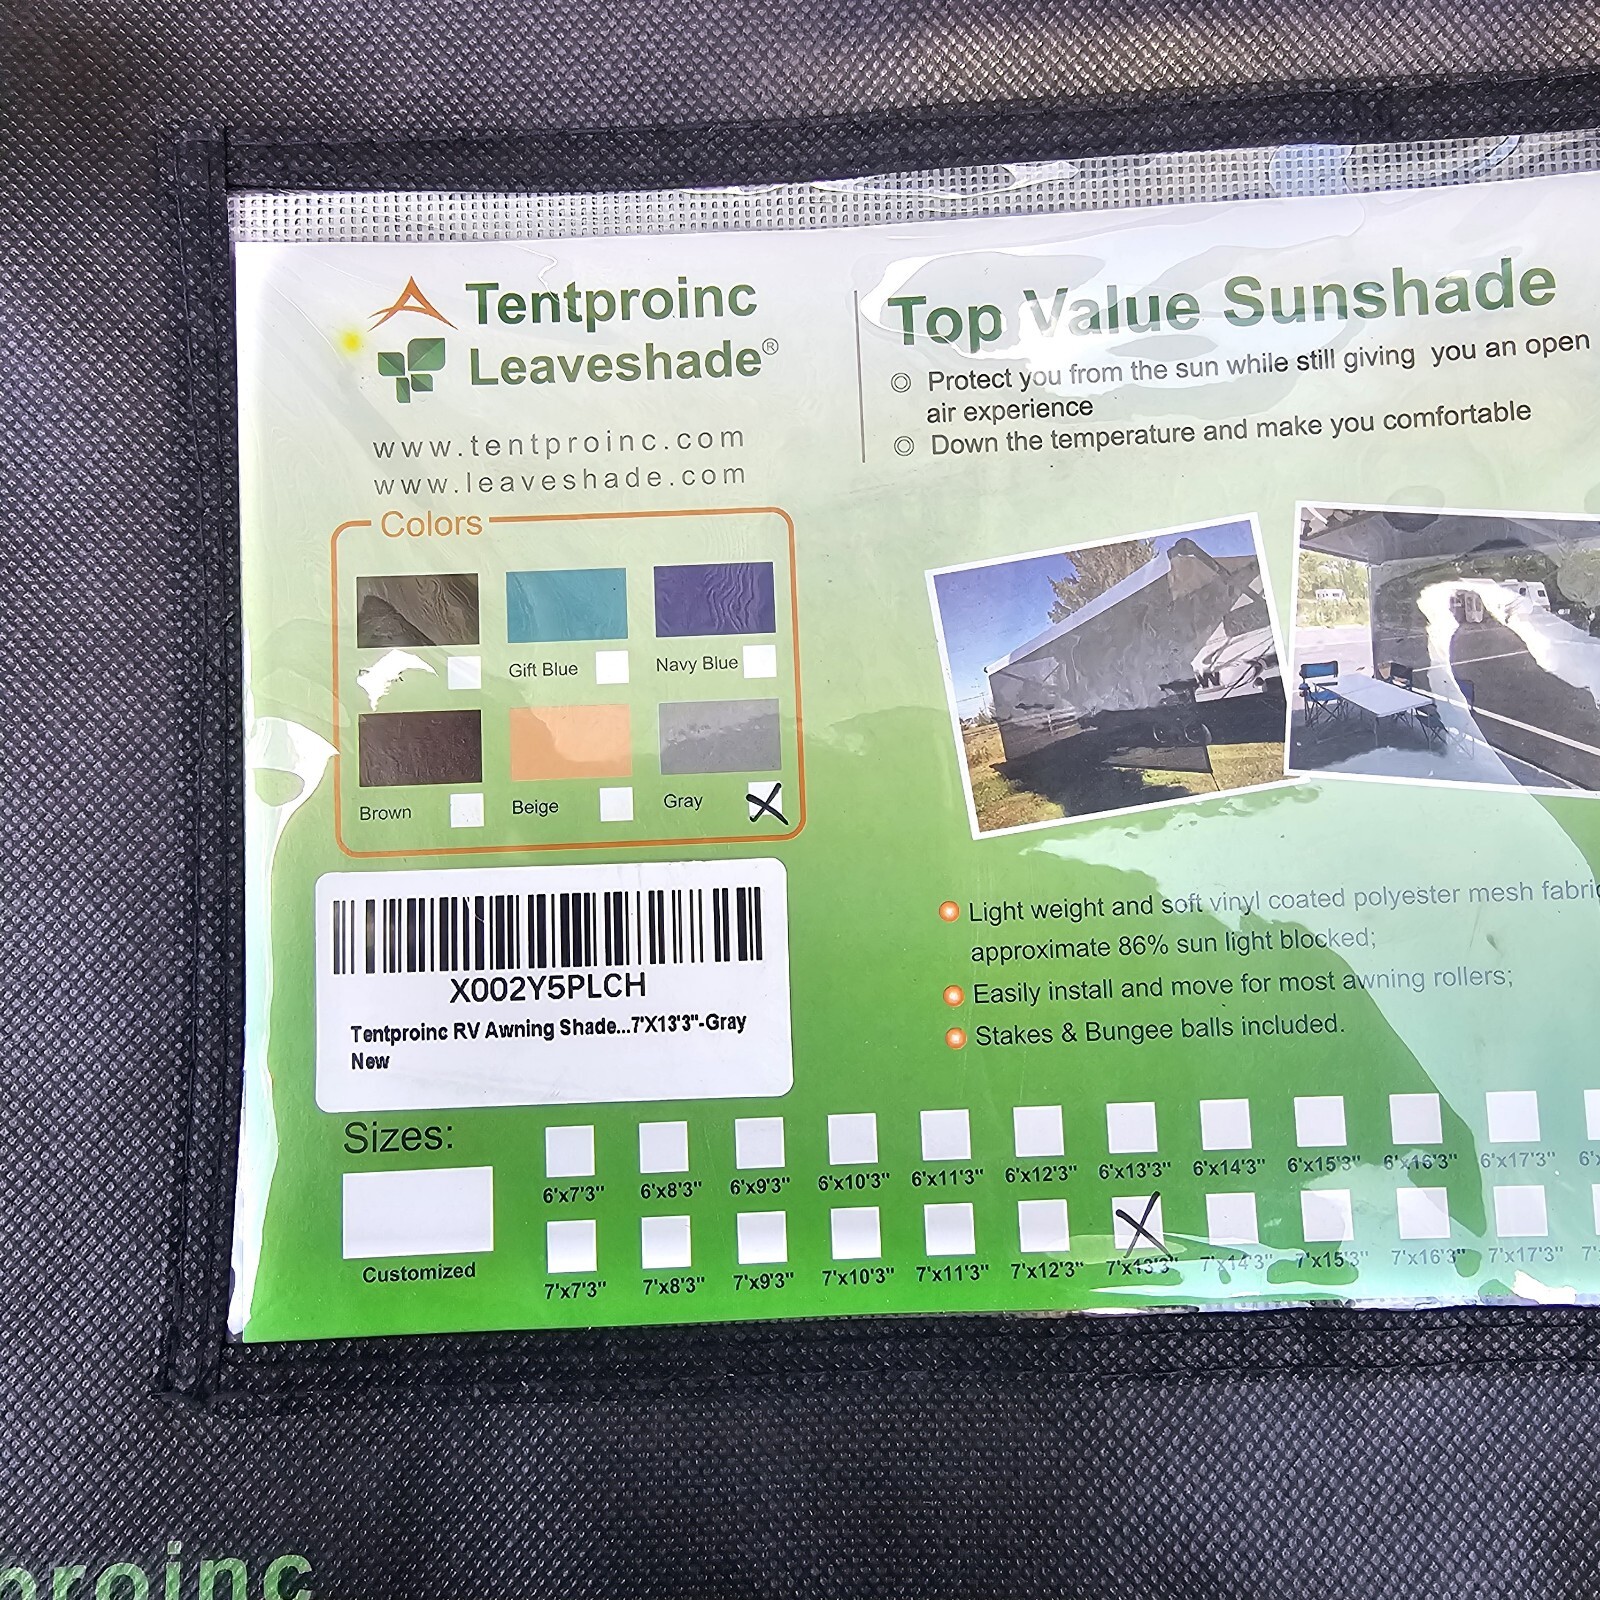 Tentproinc
Leaveshade®
www.tentproinc.com
www.leaveshade.com
Top Value Sunshade
Protect you from the sun while still giving you an open
air experience
Down the temperature and make you comfortable
Colors
Gift Blue
Navy Blue
Brown
Beige
Gray
X002Y5PLCH
Tentproinc RV Awning Shade...7'X13'3"-Gray
New
Light weight and soft vinyl coated polyester mesh fabric
approximate 86% sun light blocked;
Easily install and move for most awning rollers;
Stakes & Bungee balls included.
Sizes:
Customized
6'x7'3" 6'x8'3" 6'x9'3" 6'x10'3" 6'x11'3" 6'x12'3" 6'x13'3" 6'x14'3" 6'x15'3" 6'x16'3" 6'x17'3"
7'x7'3" 7'x8'3" 7'x9'3" 7'x10'3" 7'x11'3" 7'x12'3" 7'x13'3" 7'x14'3" 7'x15'3" 7'x16'3" 7'x17'3"
proinc